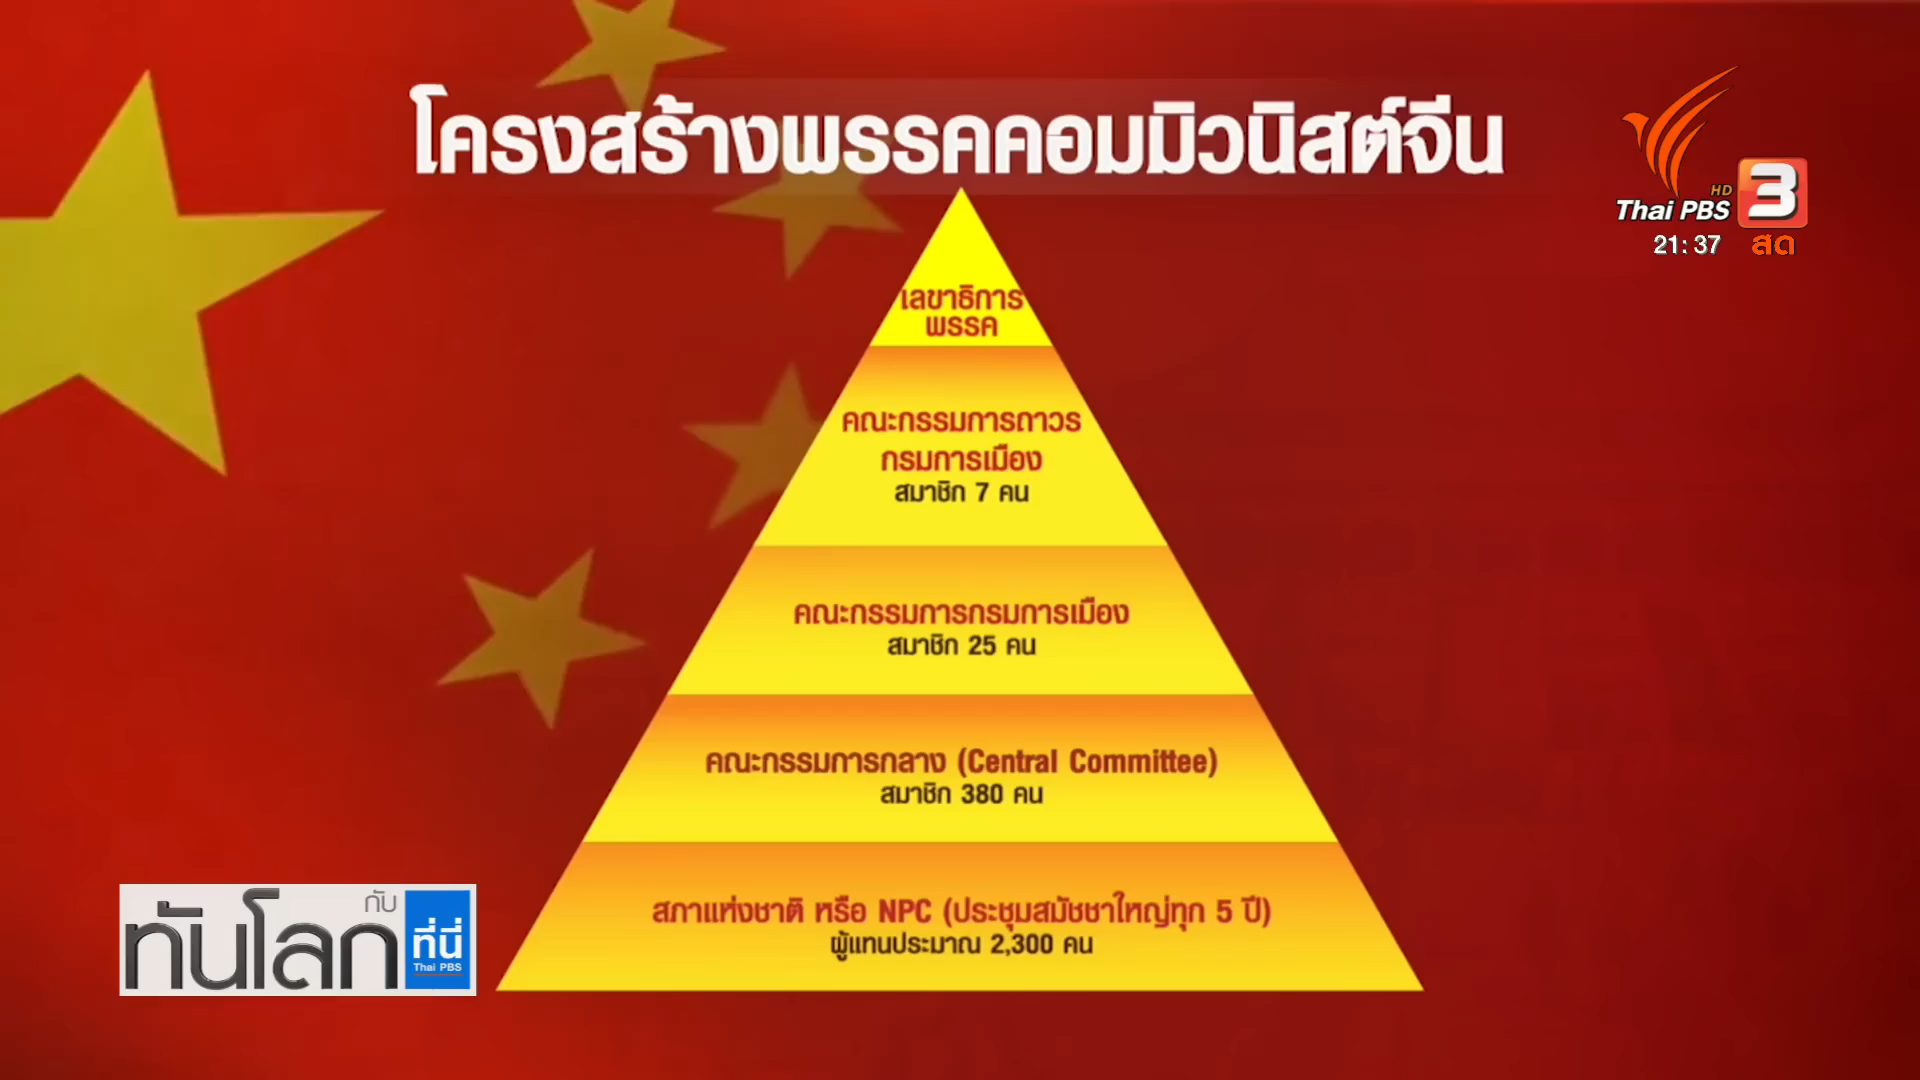 โครงสร้างพรรคคอมมิวนิสต์จีน
HD
Thai PBS 3
21:37 สด
เลขาธิการ
พรรค
คณะกรรมการถาวร
กรมการเมือง
สมาชิก 7 คน
คณะกรรมการกรมการเมือง
สมาชิก 25 คน
คณะกรรมการกลาง (Central Committee)
สมาชิก 380 คน
สภาแห่งชาติ หรือ NPC (ประชุมสมัชชาใหญ่ทุก 5 ปี)
ผู้แทนประมาณ 2,300 คน
ทันโลก กับ ที่นี่
Thai PBS